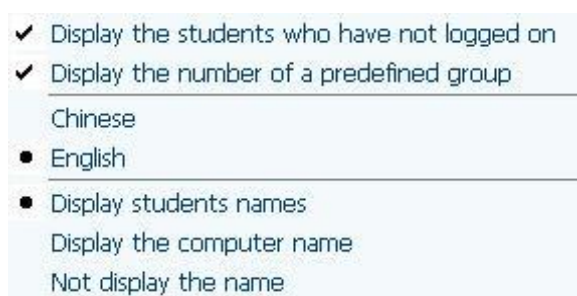 Display the students who have not logged on
Display the number of a predefined group
Chinese
English
Display students names
Display the computer name
Not display the name